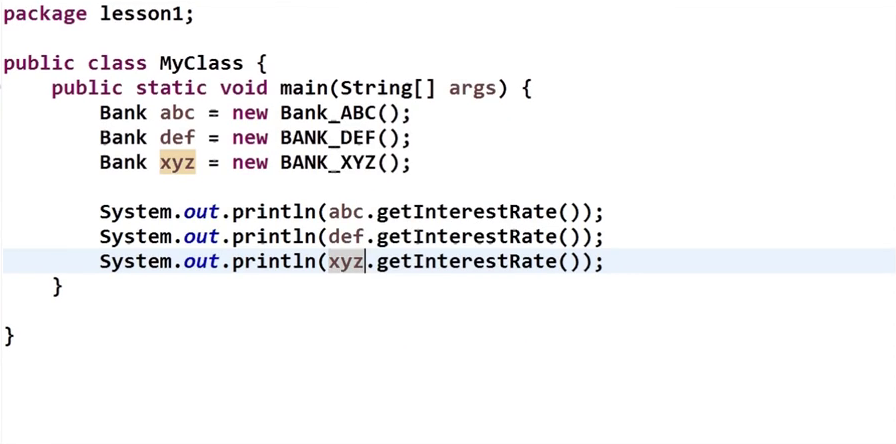 package lesson1;
public class MyClass {
public static void main(String[] args) {
Bank abc = new Bank_ABC();
Bank def = new BANK_DEF();
Bank xyz = new BANK_XYZ();
System.out.println(abc.getInterestRate());
System.out.println(def.getInterestRate());
System.out.println(xyz.getInterestRate());
}
}